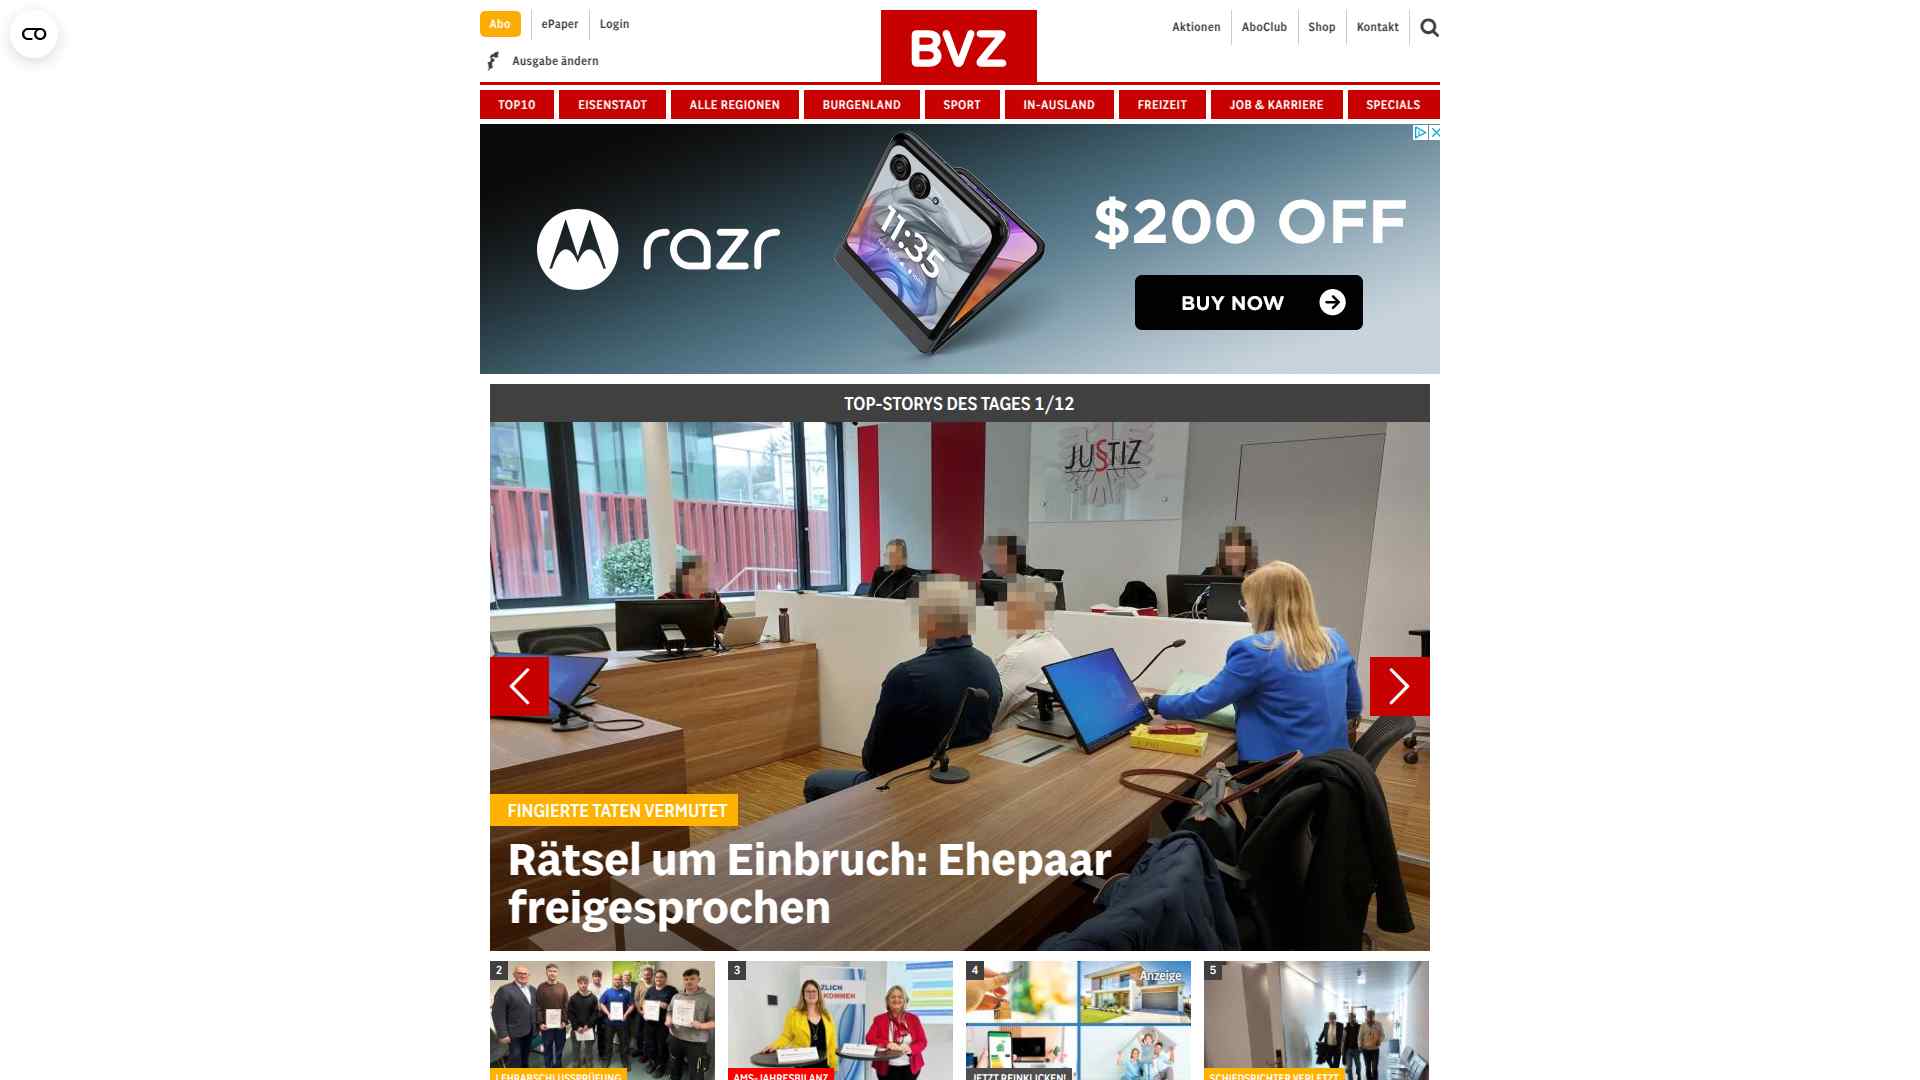 Abo
ePaper
Login
Ausgabe ändern
BVZ
Aktionen
AboClub
Shop
Kontakt
TOP10
EISENSTADT
ALLE REGIONEN
BURGENLAND
SPORT
IN-AUSLAND
FREIZEIT
JOB & KARRIERE
SPECIALS
razr
11:35
$200 OFF
BUY NOW
TOP-STORYS DES TAGES 1/12
JUSTIZ
FINGIERTE TATEN VERMUTET
Rätsel um Einbruch: Ehepaar
freigesprochen
2
LEHRABSCHLUSSPRÜFUNG
3
ZLICH
KOMMEN
AMS-JAHRESBILANZ
4
Anzeige
JETZT REINKLICKEN!
5
SCHIEDSRICHTER VERLETZT